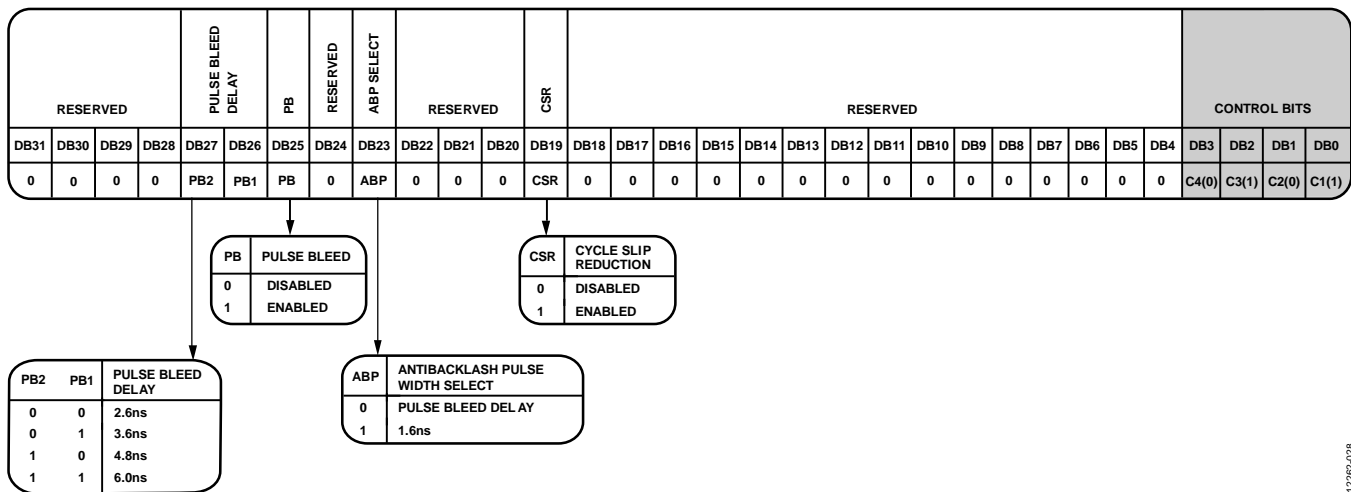 RESERVED PULSE BLEED DELAY PB RESERVED ABP SELECT RESERVED CSR RESERVED CONTROL BITS
DB31 DB30 DB29 DB28 DB27 DB26 DB25 DB24 DB23 DB22 DB21 DB20 DB19 DB18 DB17 DB16 DB15 DB14 DB13 DB12 DB11 DB10 DB9 DB8 DB7 DB6 DB5 DB4 DB3 DB2 DB1 DB0
0 0 0 0 PB2 PB1 PB 0 ABP 0 0 0 CSR 0 0 0 0 0 0 0 0 0 0 0 0 0 0 0 C4(0) C3(1) C2(0) C1(1)
PB PULSE BLEED
0 DISABLED
1 ENABLED
CSR CYCLE SLIP REDUCTION
0 DISABLED
1 ENABLED
PB2 PB1 PULSE BLEED DELAY
0 0 2.6ns
0 1 3.6ns
1 0 4.8ns
1 1 6.0ns
ABP ANTIBACKLASH PULSE WIDTH SELECT
0 PULSE BLEED DELAY
1 1.6ns
12262-028